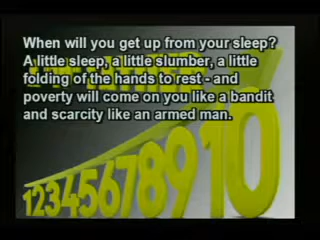 When will you get up from your sleep?
A little sleep, a little slumber, a little
folding of the hands to rest - and
poverty will come on you like a bandit
and scarcity like an armed man.
12345678910